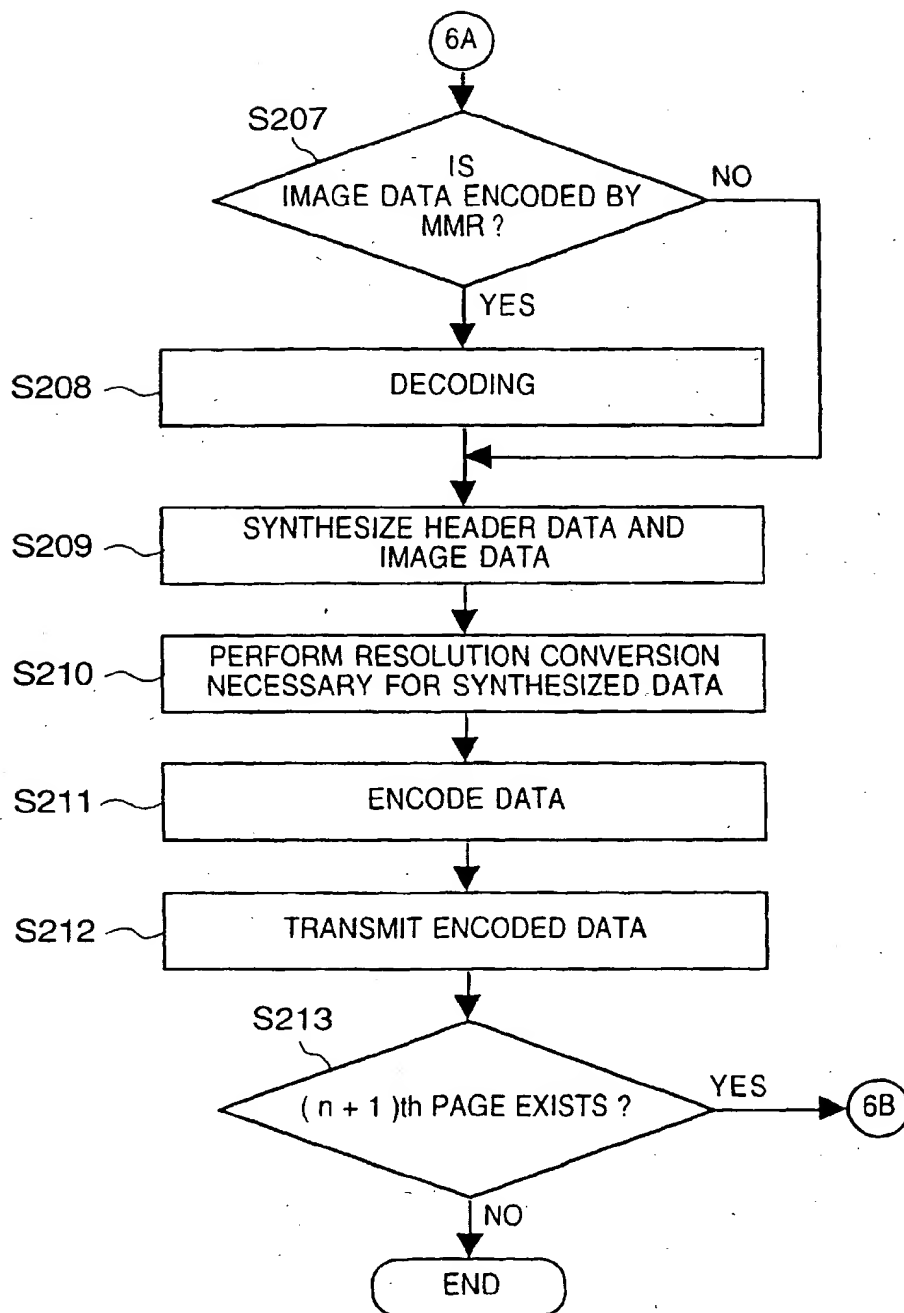 6A
S207
IS
IMAGE DATA ENCODED BY
MMR ?
NO
YES
S208
DECODING
S209
SYNTHESIZE HEADER DATA AND
IMAGE DATA
S210
PERFORM RESOLUTION CONVERSION
NECESSARY FOR SYNTHESIZED DATA
S211
ENCODE DATA
S212
TRANSMIT ENCODED DATA
S213
( n + 1 )th PAGE EXISTS ?
YES
6B
NO
END